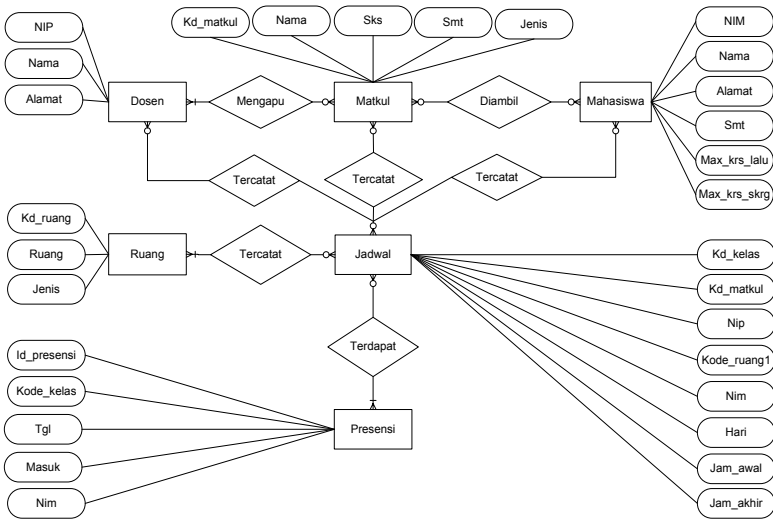 NIP
Nama
Alamat
Kd_matkul
Nama
Sks
Smt
Jenis
NIM
Nama
Alamat
Smt
Max_krs_lalu
Max_krs_skrg
Dosen
Mengapu
Matkul
Diambil
Mahasiswa
Tercatat
Tercatat
Tercatat
Kd_ruang
Ruang
Jenis
Ruang
Tercatat
Jadwal
Kd_kelas
Kd_matkul
Nip
Kode_ruang1
Nim
Hari
Jam_awal
Jam_akhir
Terdapat
Id_presensi
Kode_kelas
Tgl
Masuk
Nim
Presensi